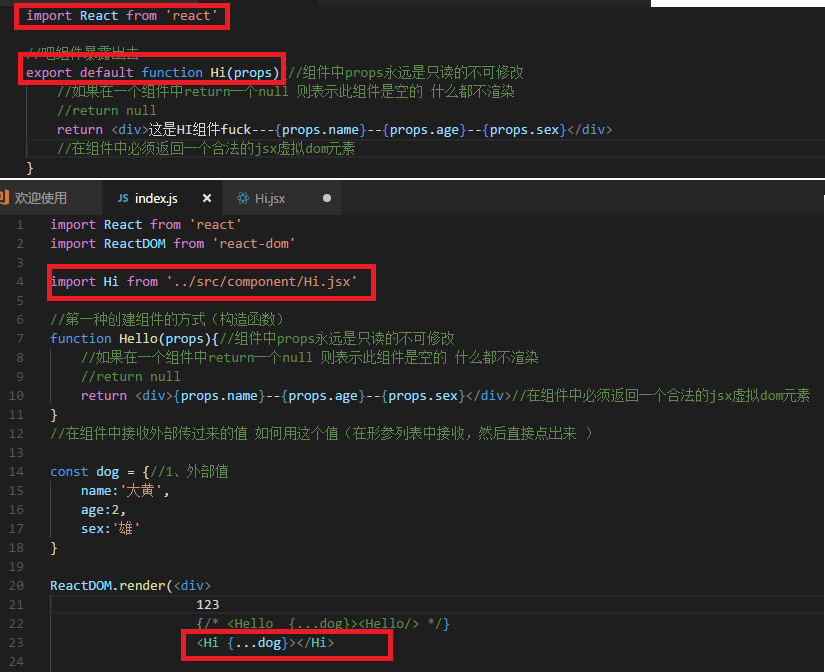 import React from 'react'
//吧组件暴露出去
export default function Hi(props){//组件中props永远是只读的不可修改
//如果在一个组件中return一个null 则表示此组件是空的 什么都不渲染
//return null
return <div>这是HI组件fuck---{props.name}--{props.age}--{props.sex}</div>
//在组件中必须返回一个合法的jsx虚拟dom元素
}
欢迎使用 JS index.js × Hi.jsx ●
1 import React from 'react'
2 import ReactDOM from 'react-dom'
3
4 import Hi from '../src/component/Hi.jsx'
5
6 //第一种创建组件的方式（构造函数）
7 function Hello(props){//组件中props永远是只读的不可修改
8 //如果在一个组件中return一个null 则表示此组件是空的 什么都不渲染
9 //return null
10 return <div>{props.name}--{props.age}--{props.sex}</div>//在组件中必须返回一个合法的jsx虚拟dom元素
11 }
12 //在组件中接收外部传过来的值 如何用这个值（在形参列表中接收，然后直接点出来 ）
13
14 const dog = {//1、外部值
15 name:'大黄',
16 age:2,
17 sex:'雄'
18 }
19
20 ReactDOM.render(<div>
21 123
22 {/* <Hello {...dog}><Hello/> */}
23 <Hi {...dog}></Hi>
24